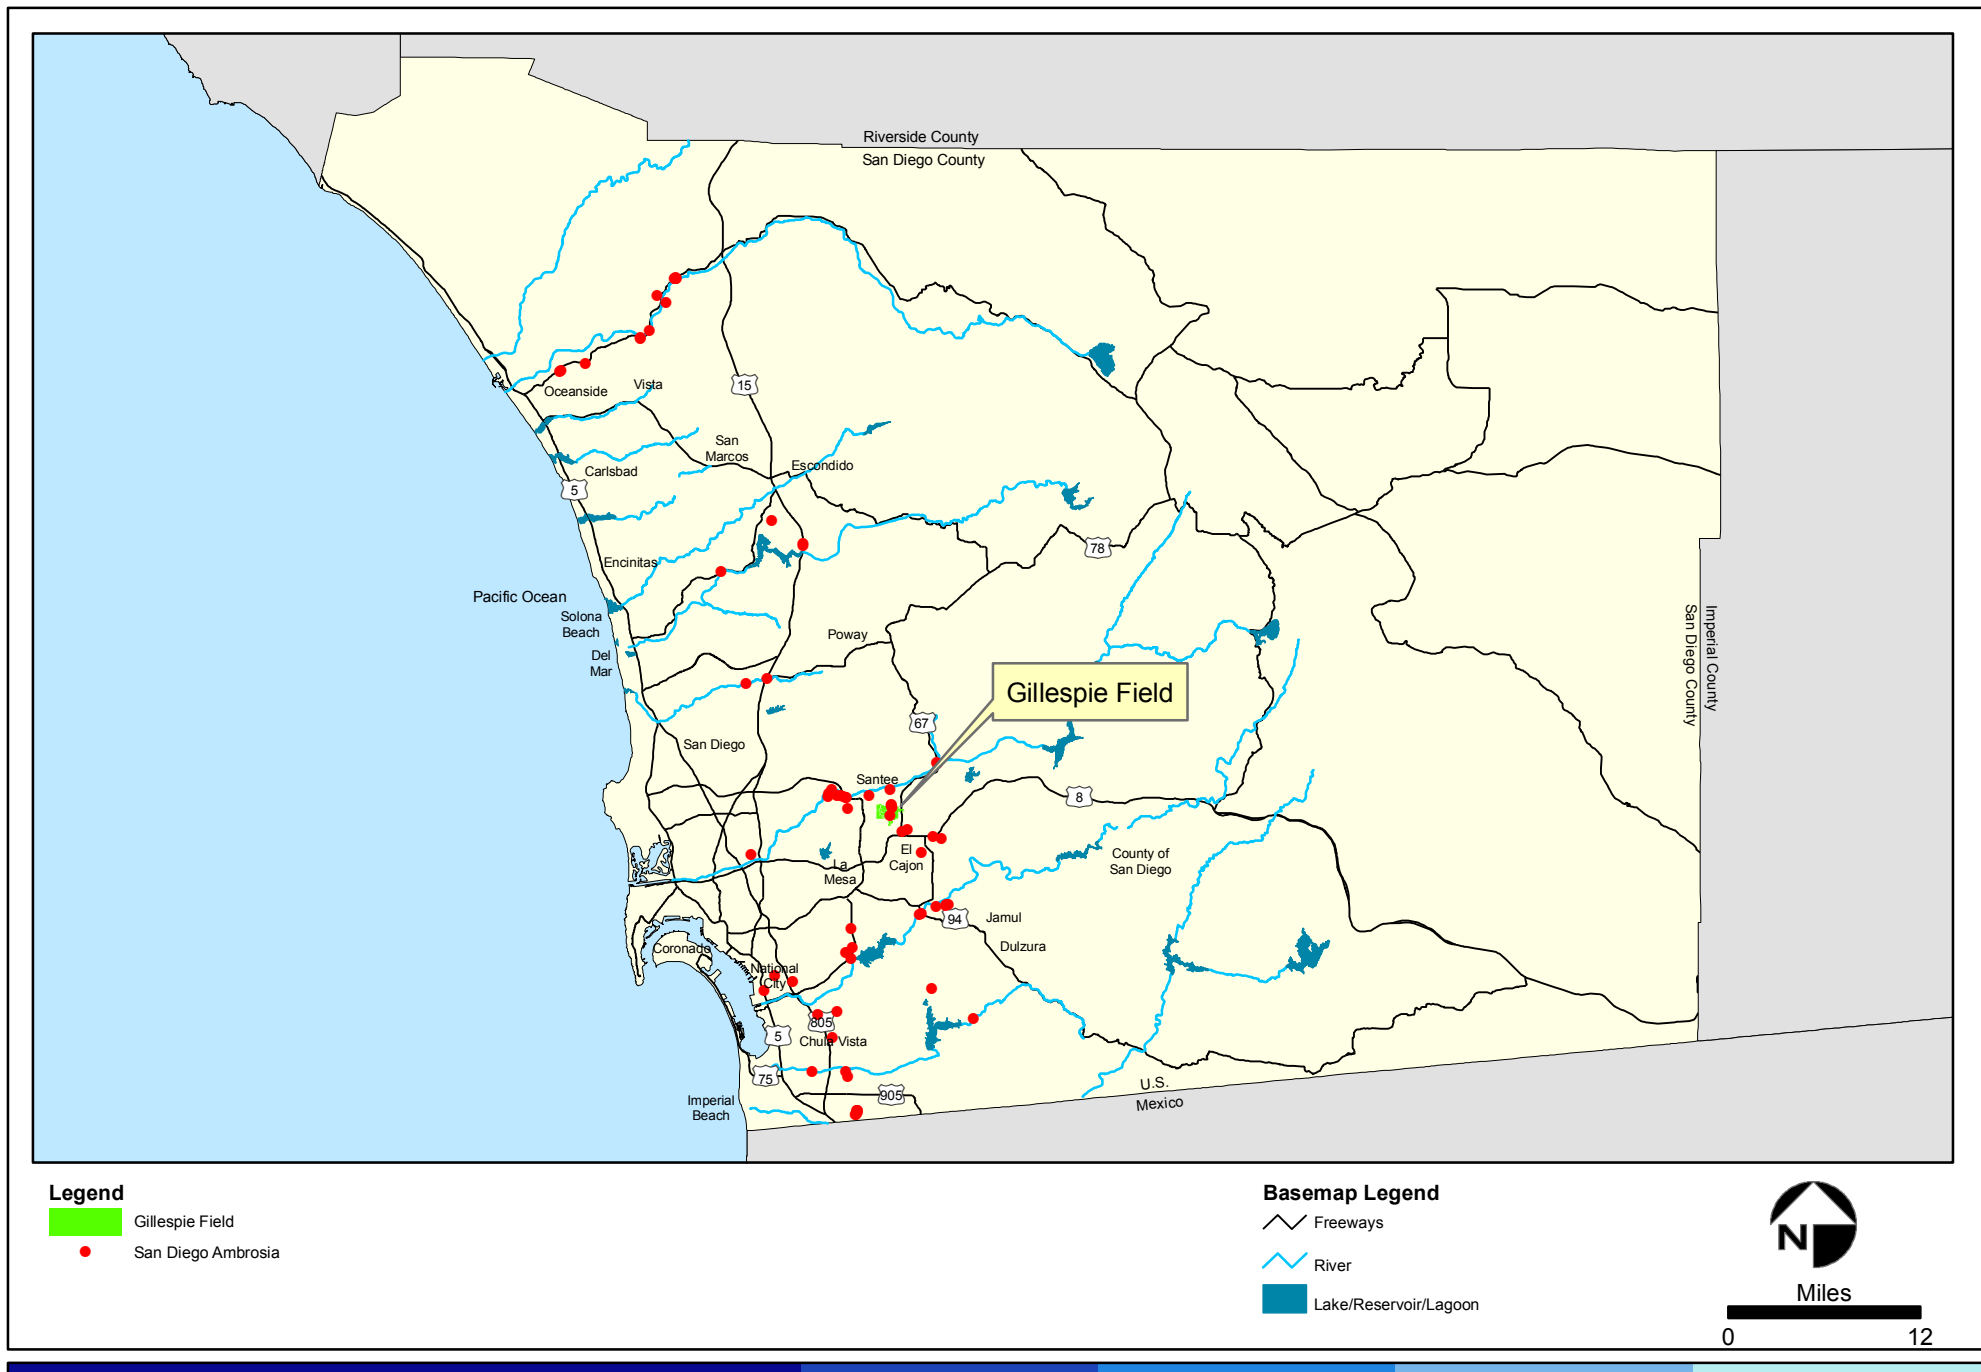 Riverside County
San Diego County
Oceanside
Vista
15
San
Marcos
Escondido
Carlsbad
5
78
Encinitas
Pacific Ocean
Solona
Beach
Del
Mar
Poway
Imperial County
San Diego County
Gillespie Field
67
San Diego
Santee
8
El
Cajon
La
Mesa
County of
San Diego
94
Jamul
Dulzura
Coronado
National
City
805
5
Chula Vista
75
905
Imperial
Beach
U.S.
Mexico
Legend
Gillespie Field
San Diego Ambrosia
Basemap Legend
Freeways
River
Lake/Reservoir/Lagoon
N
Miles
0 12